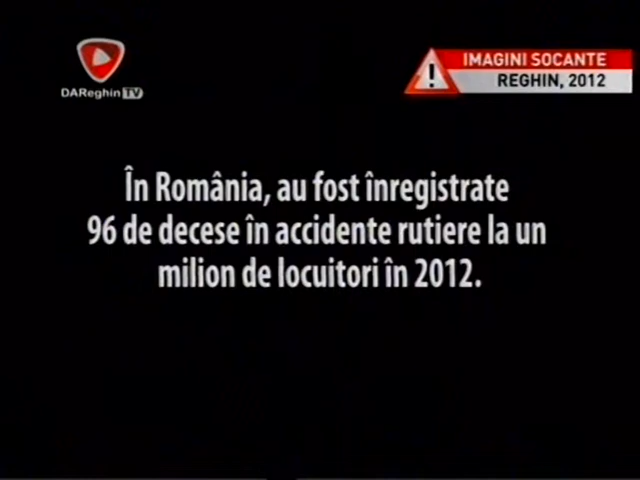 DAReghin TV
IMAGINI SOCANTE
REGHIN, 2012
În România, au fost înregistrate
96 de decese în accidente rutiere la un
milion de locuitori în 2012.